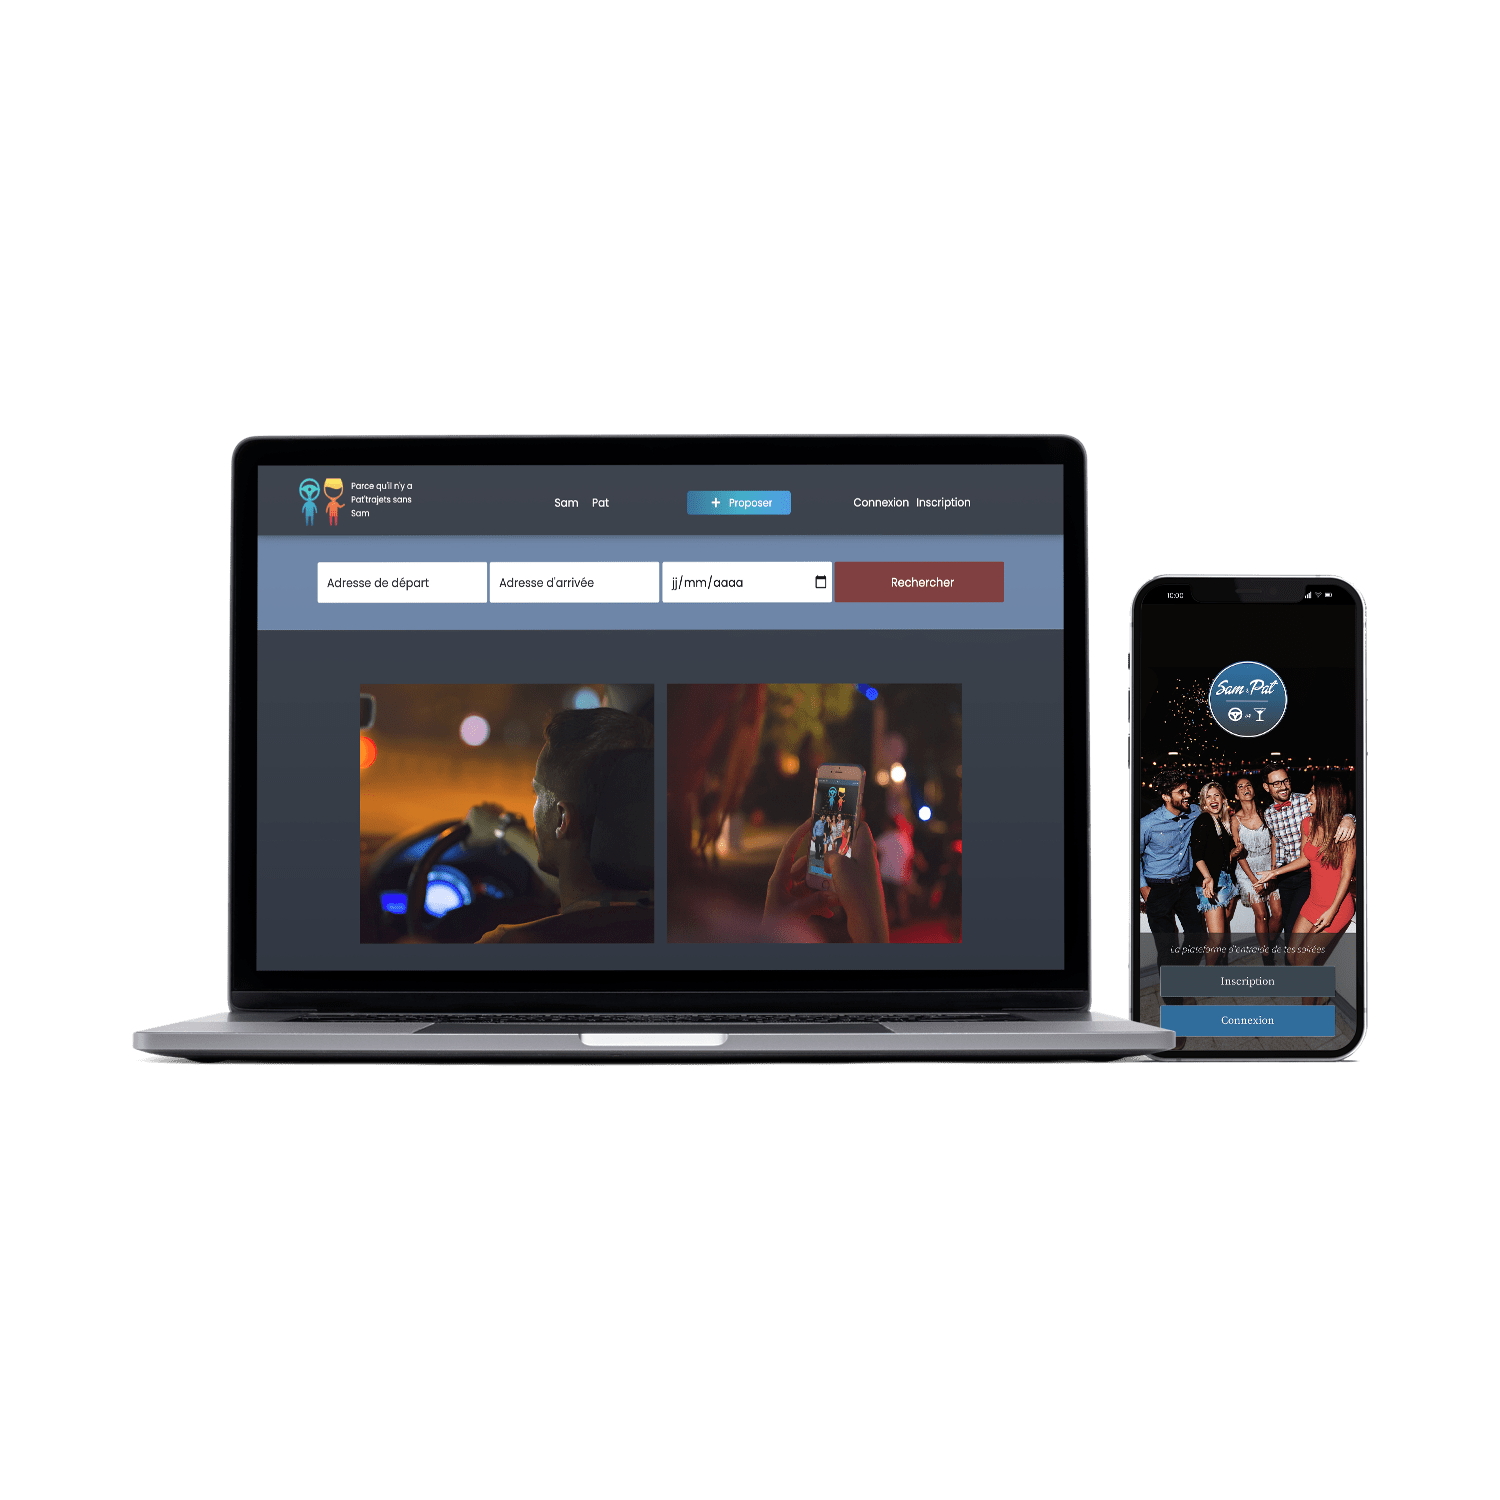 Parce qu'il n'y a
Pat'trajets sans
Sam
Sam Pat
+ Proposer
Connexion Inscription
Adresse de départ
Adresse d'arrivée
jj/mm/aaaa
Rechercher
10:00
Sam & Pat
La plateforme d'entraide de tes soirées
Inscription
Connexion